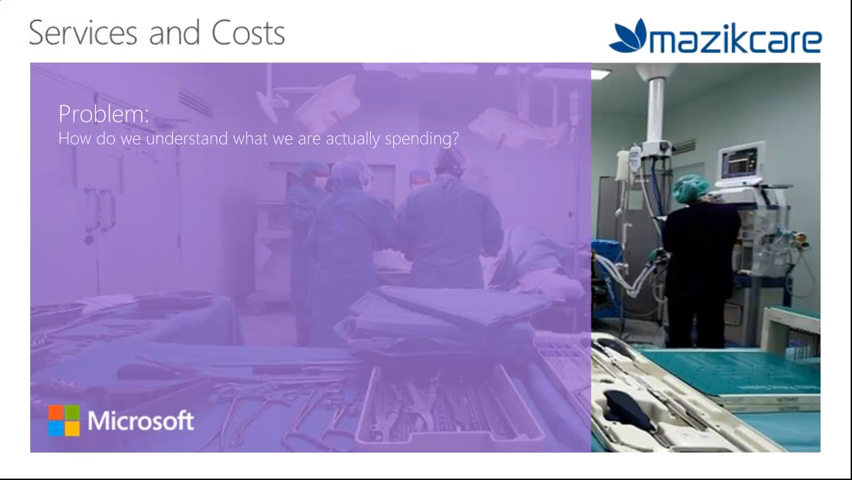 Services and Costs
mazikcare
Problem:
How do we understand what we are actually spending?
Microsoft